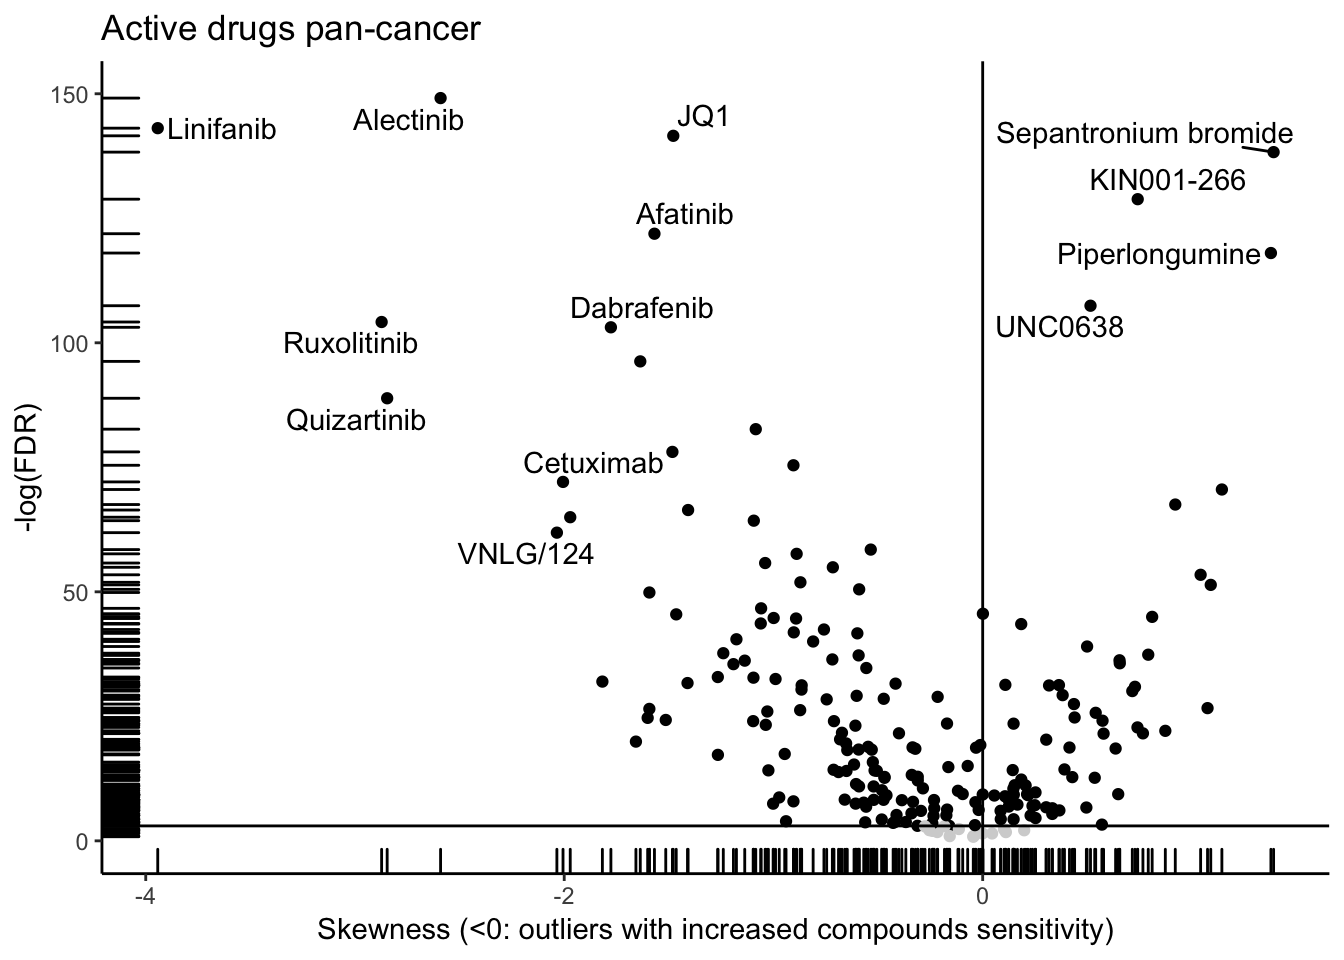 Active drugs pan-cancer
150
Linifanib
Alectinib
JQ1
Sepantronium bromide
KIN001-266
Afatinib
Piperlongumine
Dabrafenib
UNC0638
100
Ruxolitinib
Quizartinib
-log(FDR)
Cetuximab
VNLG/124
50
0
-4
-2
0
Skewness (<0: outliers with increased compounds sensitivity)